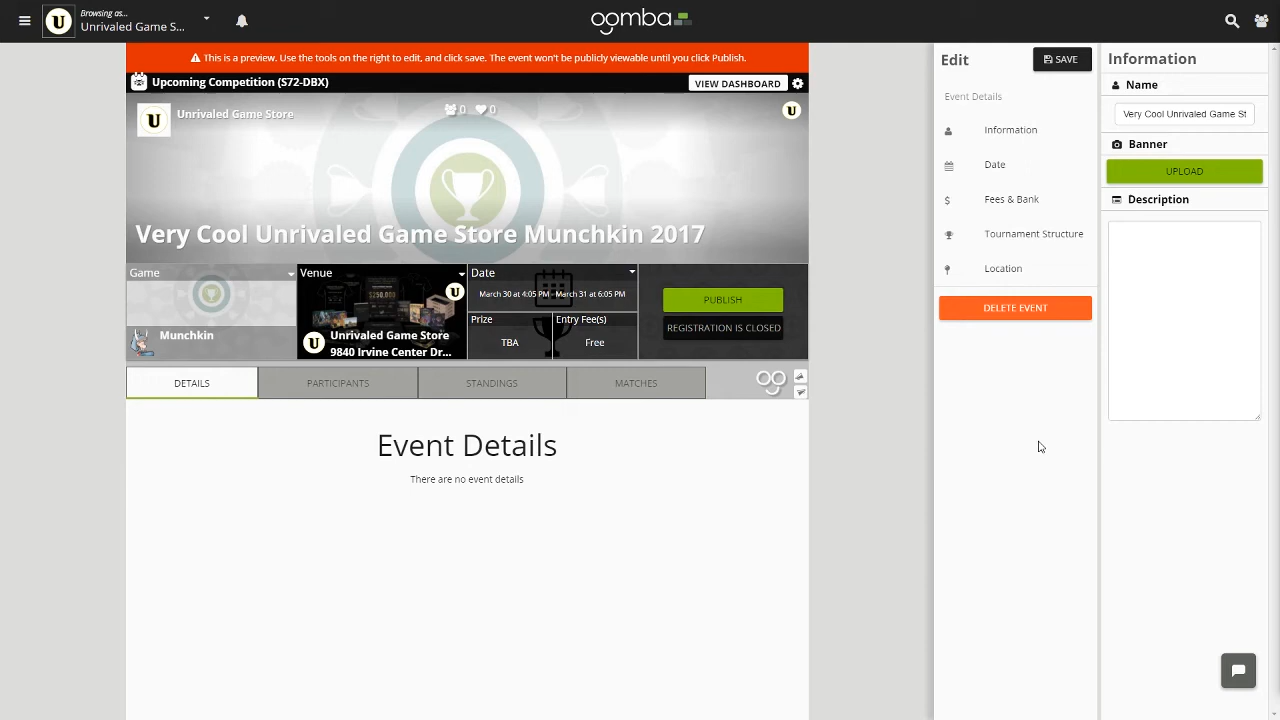 Browsing as...
Unrivaled Game S...
oomba
This is a preview. Use the tools on the right to edit, and click save. The event won't be publicly viewable until you click Publish.
Upcoming Competition (S72-DBX)
VIEW DASHBOARD
U
Unrivaled Game Store
0
0
U
Very Cool Unrivaled Game Store Munchkin 2017
Game
Munchkin
Venue
$250,000
U
U
Unrivaled Game Store
9840 Irvine Center Dr...
Date
March 30 at 4:05 PM - March 31 at 6:05 PM
Prize
TBA
Entry Fee(s)
Free
PUBLISH
REGISTRATION IS CLOSED
DETAILS
PARTICIPANTS
STANDINGS
MATCHES
Event Details
There are no event details
Edit
SAVE
Event Details
Information
Date
Fees & Bank
Tournament Structure
Location
DELETE EVENT
Information
Name
Very Cool Unrivaled Game St
Banner
UPLOAD
Description